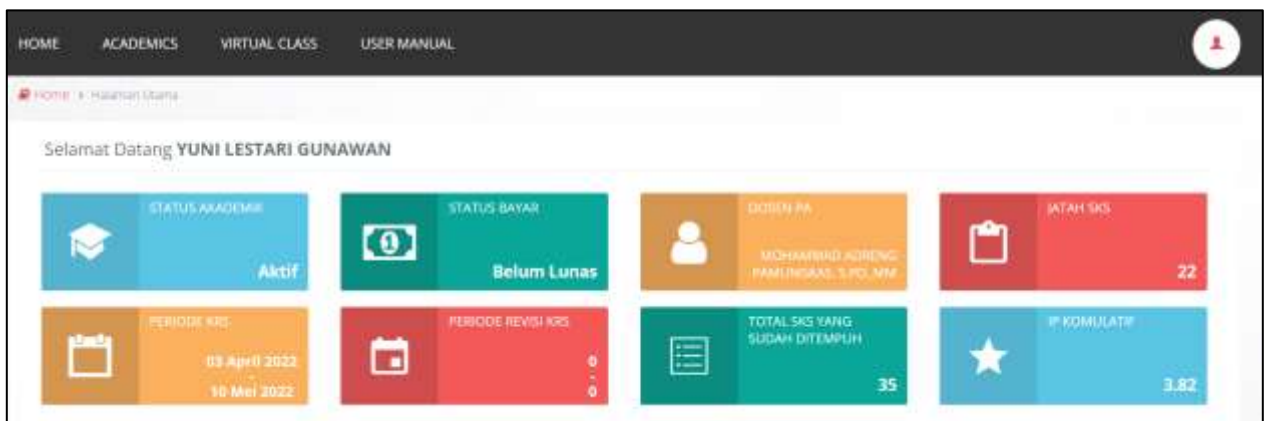 HOME ACADEMICS VIRTUAL CLASS USER MANUAL
Home Halaman Utama
Selamat Datang YUNI LESTARI GUNAWAN
STATUS AKADEMIK
Aktif
STATUS BAYAR
Belum Lunas
DOSEN PA
MOHAMMAD
PAMUNGKAS, S.PD, MM
JATAH SKS
22
PERIODE KRS
03 April 2022
-
10 Mei 2022
PERIODE REVISI KRS
0
-
0
TOTAL SKS YANG
SUDAH DITEMPUH
35
IP KOMULATIF
3.82